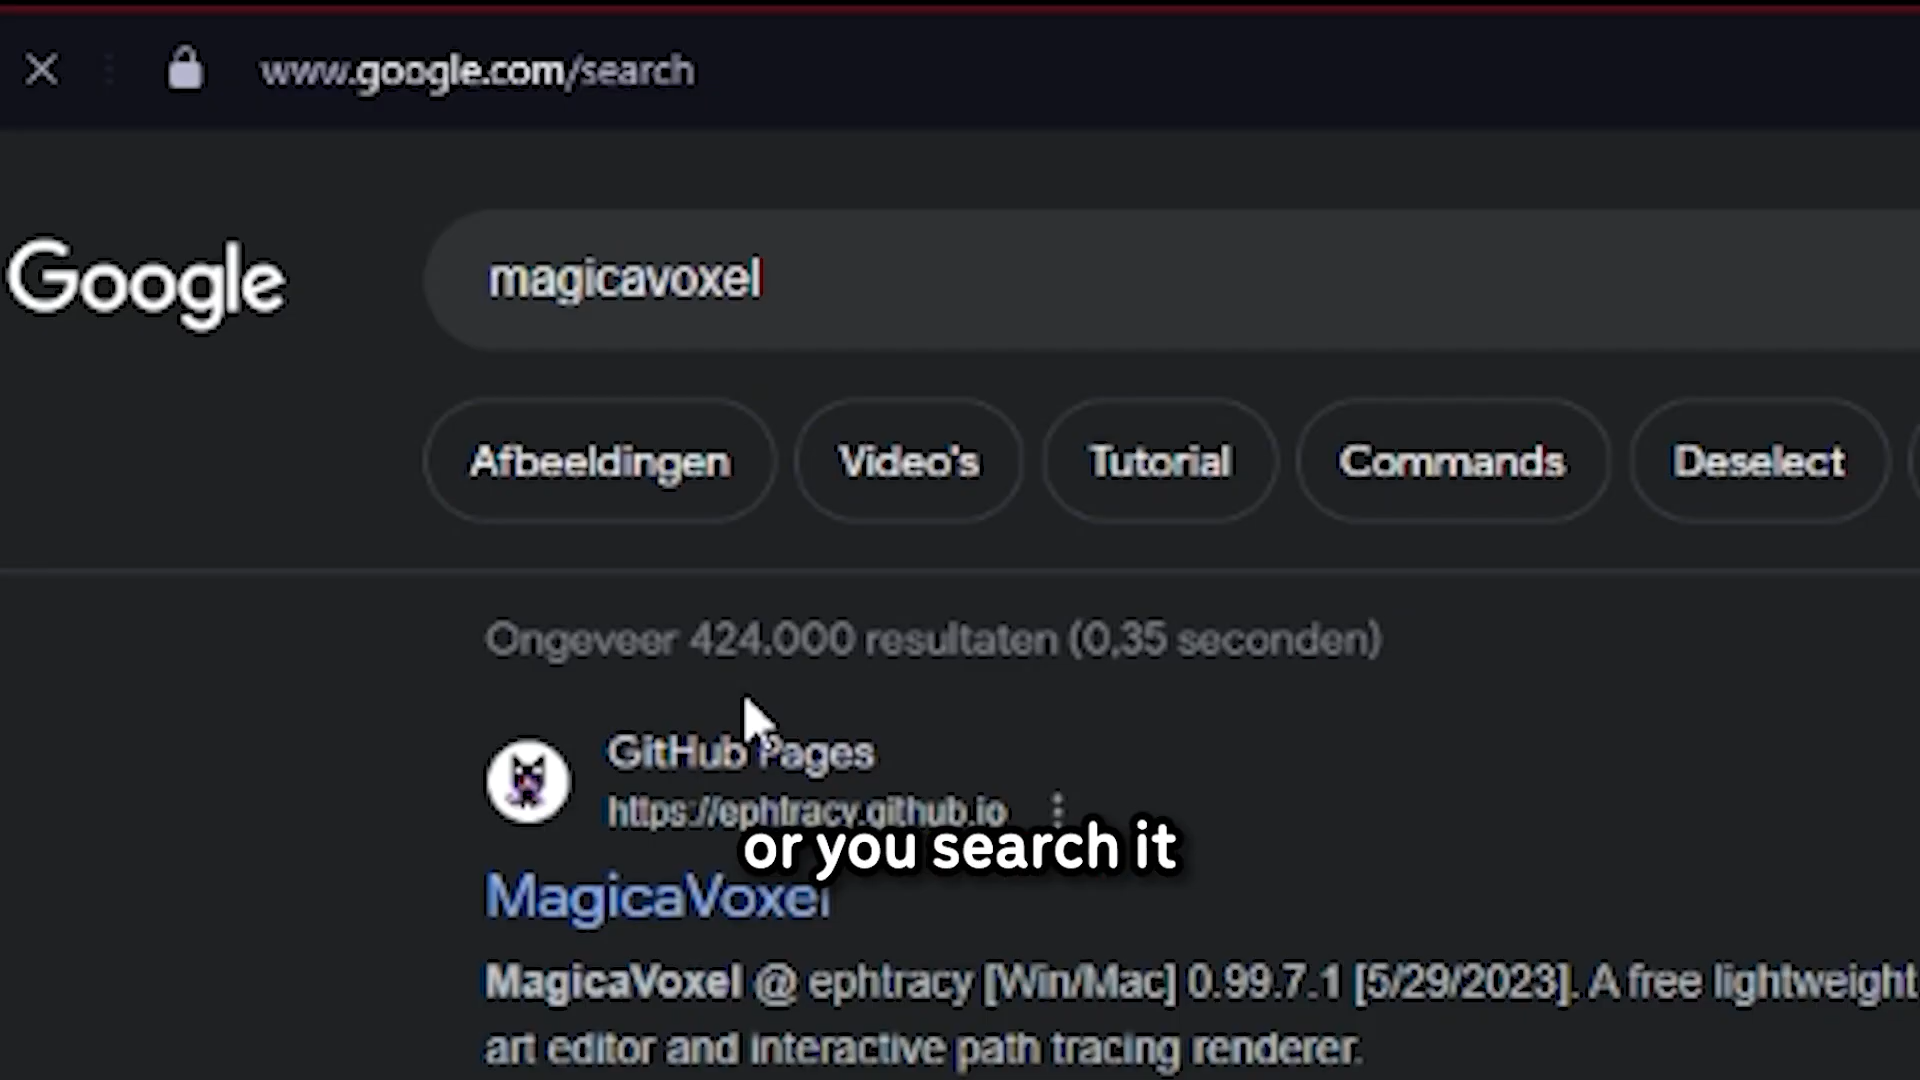 www.google.com/search
Google
magicavoxel
Afbeeldingen Video's Tutorial Commands Deselect
Ongeveer 424.000 resultaten (0,35 seconden)
GitHub Pages
https://ephtracy.github.io
or you search it
MagicaVoxel
MagicaVoxel @ ephtracy [Win/Mac] 0.99.7.1 [5/29/2023]. A free lightweight
art editor and interactive path tracing renderer.